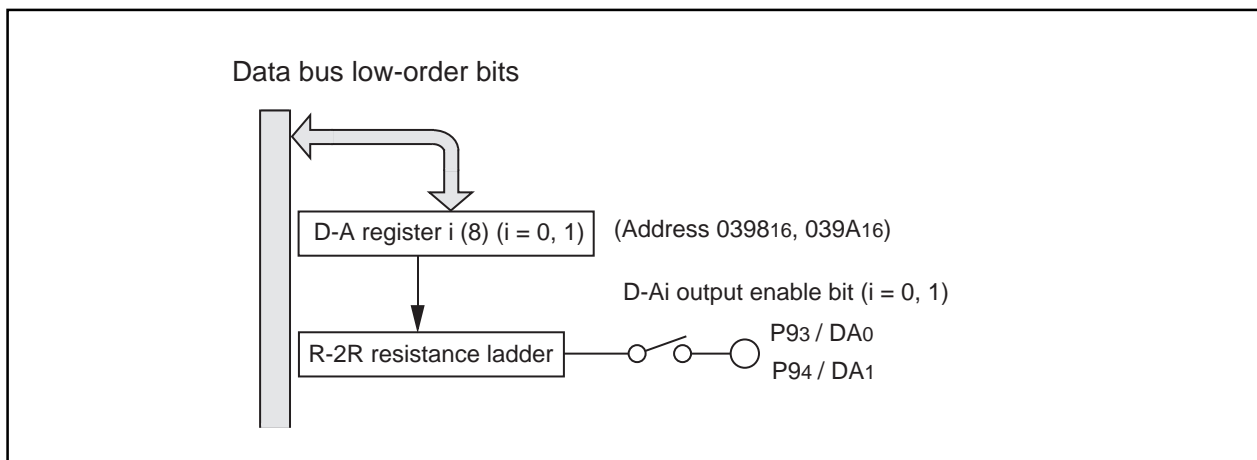 Data bus low-order bits
D-A register i (8) (i = 0, 1)
(Address 039816, 039A16)
D-Ai output enable bit (i = 0, 1)
R-2R resistance ladder
P93 / DA0
P94 / DA1